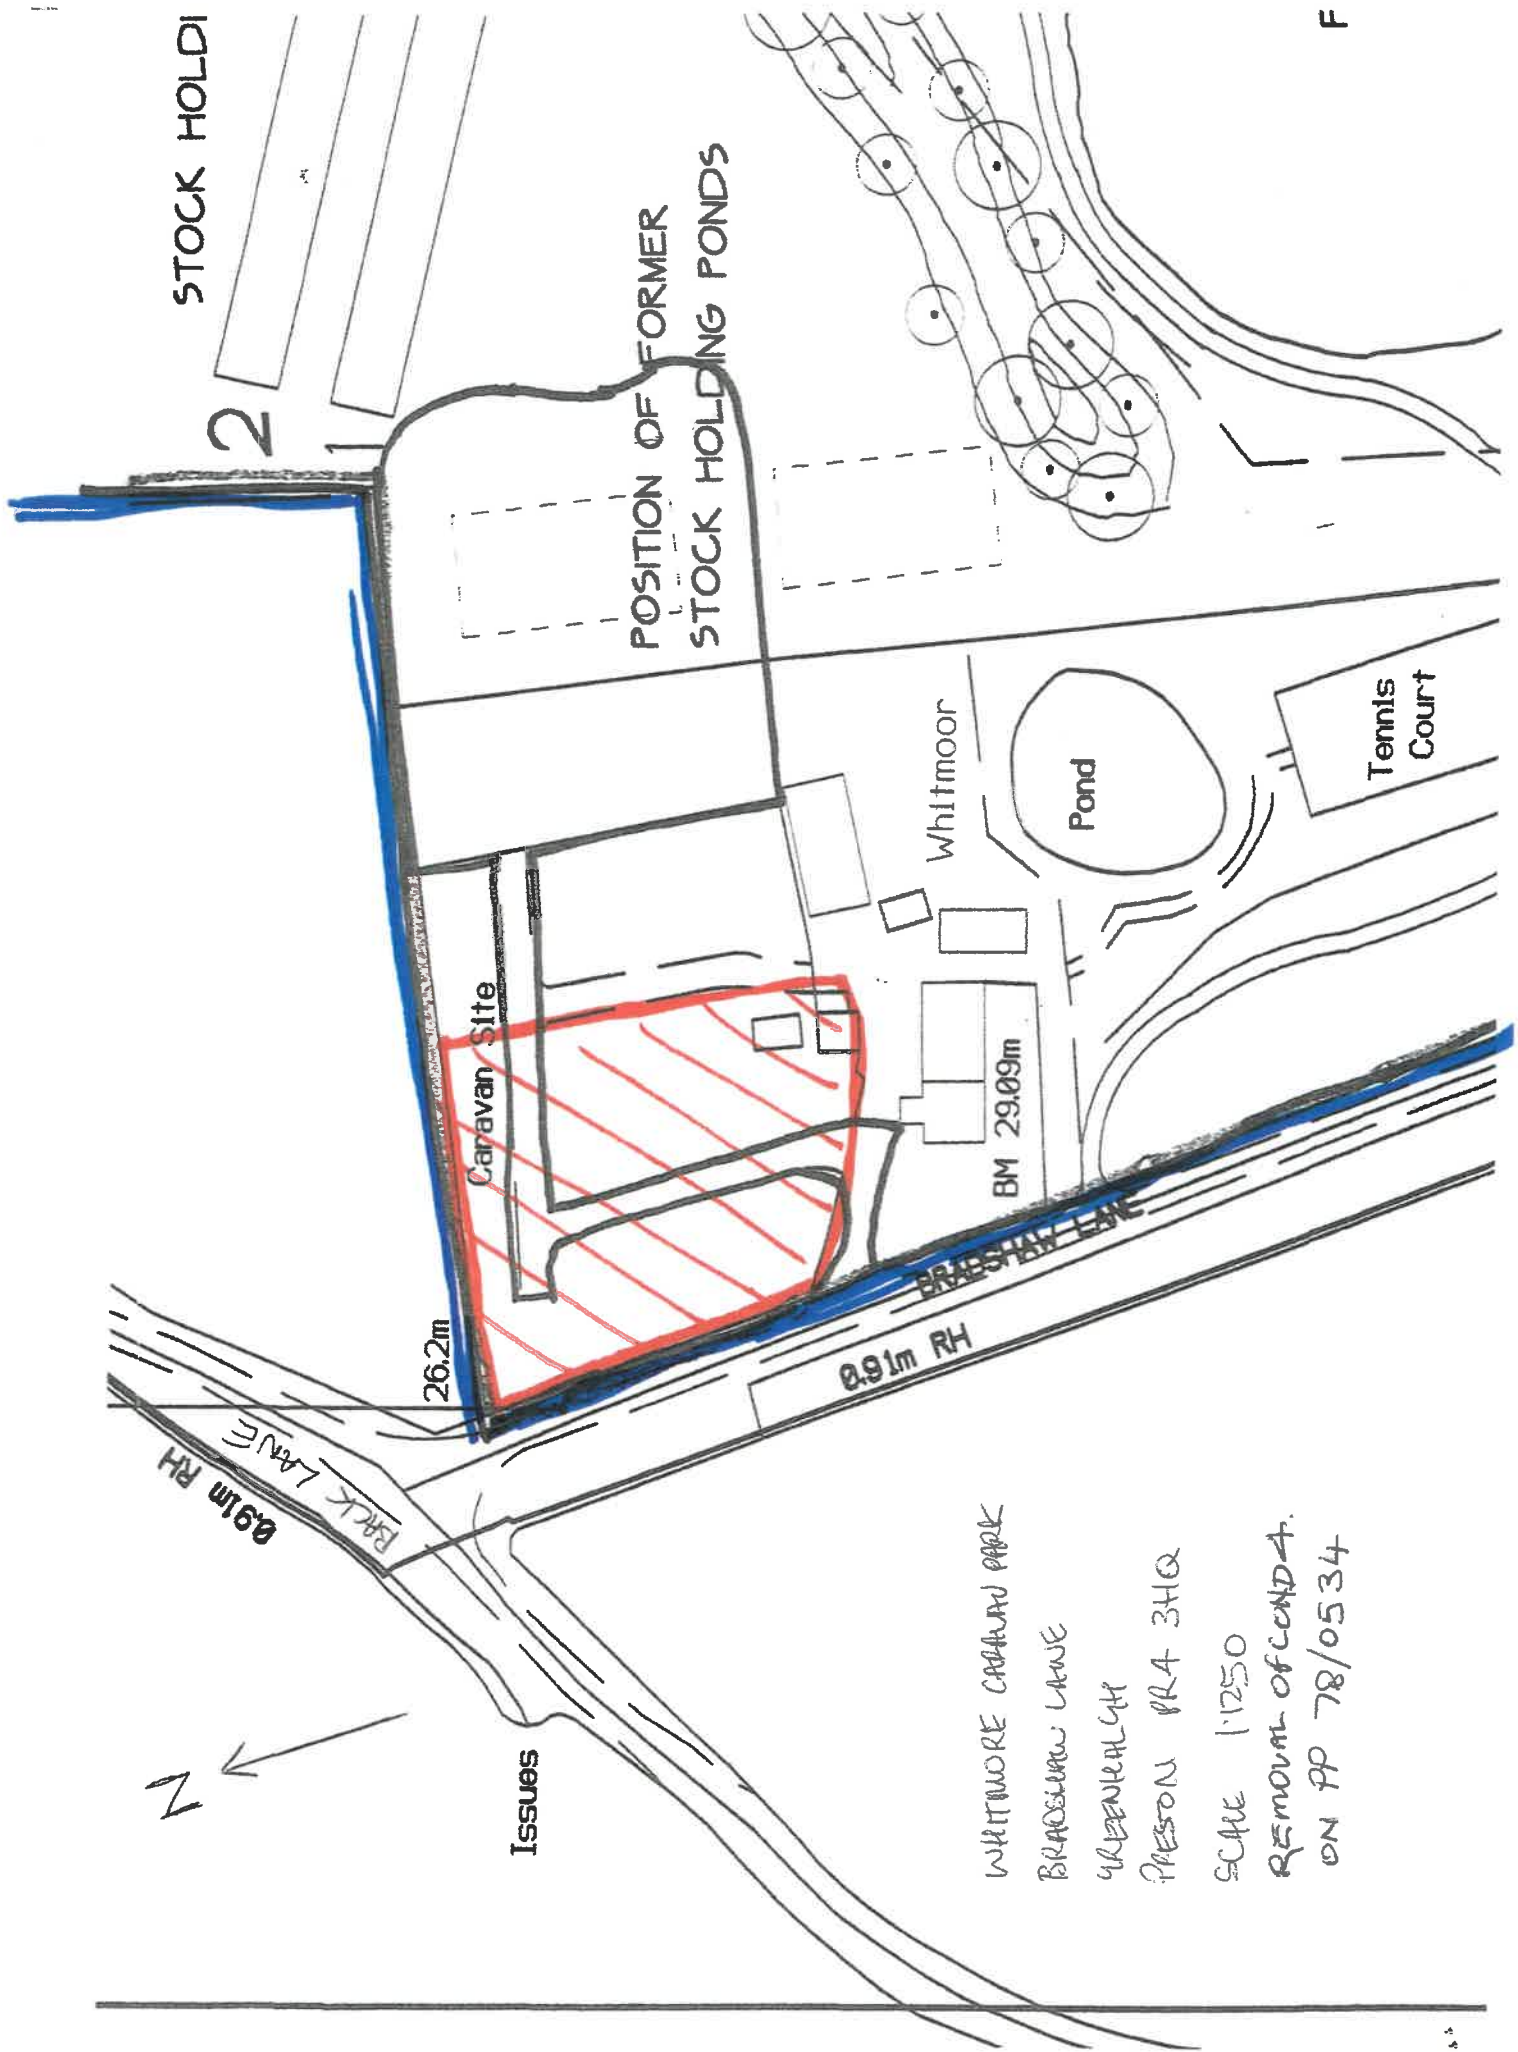 STOCK HOLDI
2
1
POSITION OF FORMER
STOCK HOLDING PONDS
F
Caravan Site
Whitmoor
Pond
Tennis
Court
BM 29.09m
BRADSHAW LANE
0.91m RH
26.2m
BACK LANE
0.91m RH
N
Issues
WHITMORE CARAVAN PARK
BRADSHAW LANE
GREENHALGH
PRESTON PR4 3HQ
SCALE 1:1250
REMOVAL OF COND 4.
ON PP 78/0534